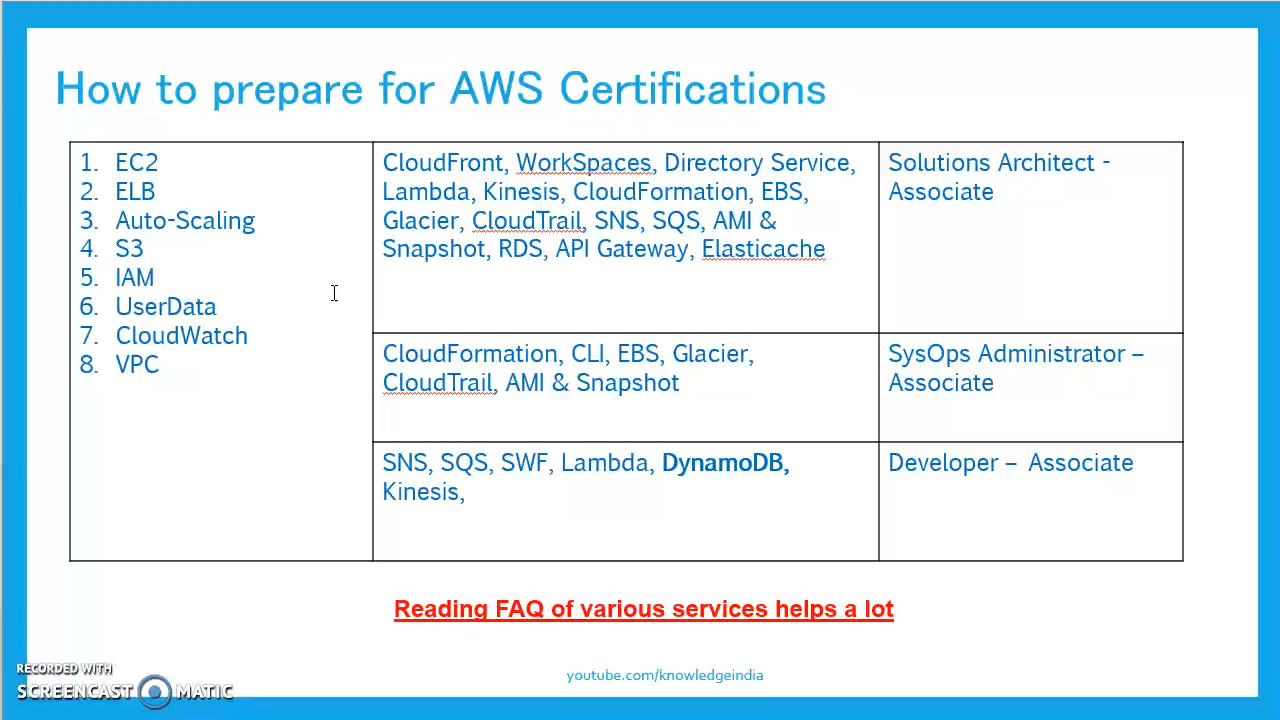 How to prepare for AWS Certifications
1. EC2
2. ELB
3. Auto-Scaling
4. S3
5. IAM
6. UserData
7. CloudWatch
8. VPC
CloudFront, WorkSpaces, Directory Service,
Lambda, Kinesis, CloudFormation, EBS,
Glacier, CloudTrail, SNS, SQS, AMI &
Snapshot, RDS, API Gateway, Elasticache
Solutions Architect -
Associate
CloudFormation, CLI, EBS, Glacier,
CloudTrail, AMI & Snapshot
SysOps Administrator –
Associate
SNS, SQS, SWF, Lambda, DynamoDB,
Kinesis,
Developer – Associate
Reading FAQ of various services helps a lot
youtube.com/knowledgeindia
RECORDED WITH
SCREENCAST MATIC